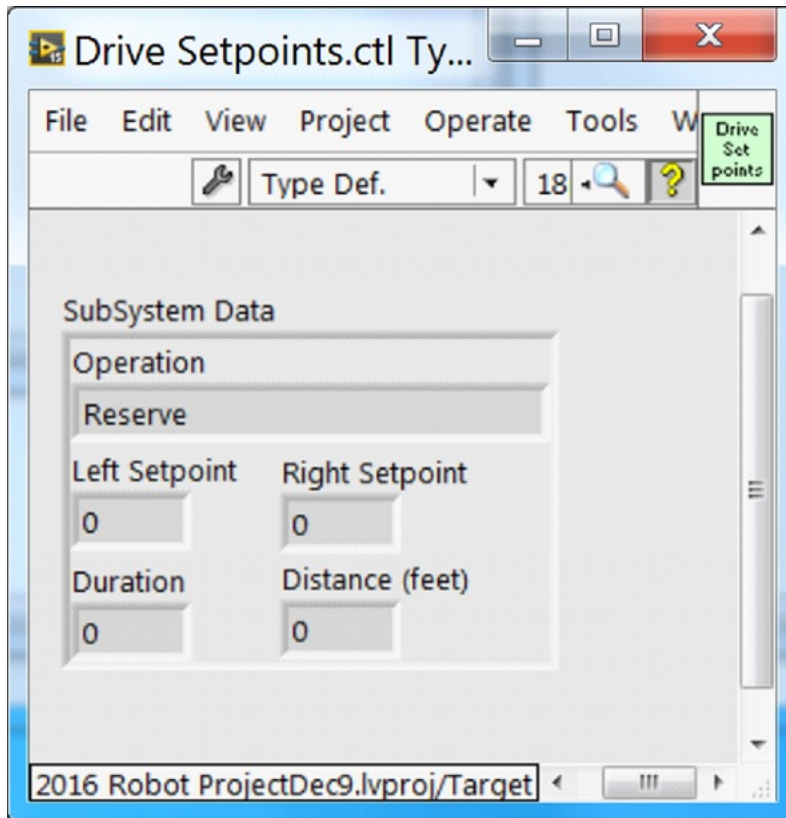 Drive Setpoints.ctl Ty...
File Edit View Project Operate Tools W
Drive
Set
points
Type Def.
18
?
SubSystem Data
Operation
Reserve
Left Setpoint Right Setpoint
0 0
Duration Distance (feet)
0 0
2016 Robot ProjectDec9.lvproj/Target